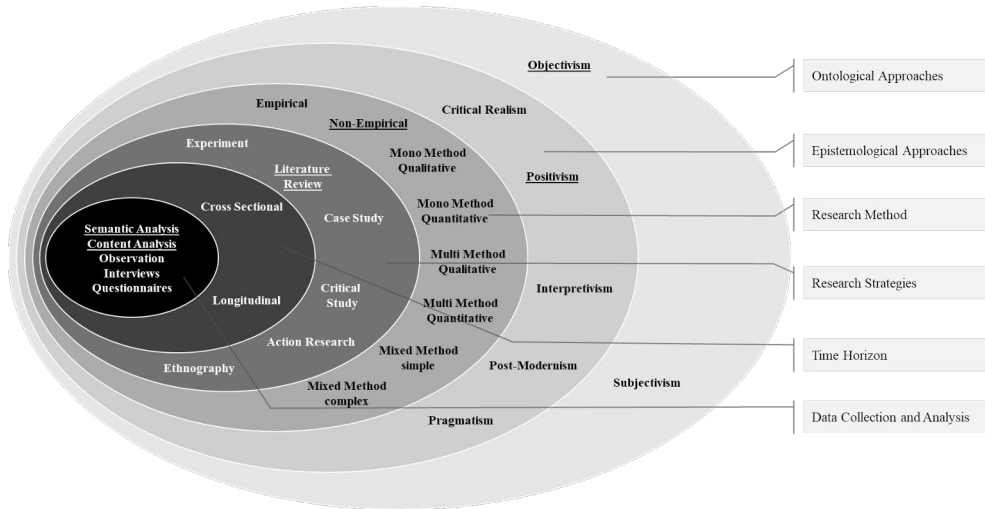 Objectivism
Ontological Approaches
Critical Realism
Empirical
Non-Empirical
Experiment
Mono Method
Qualitative
Epistemological Approaches
Literature
Review
Positivism
Cross Sectional
Case Study
Mono Method
Quantitative
Research Method
Semantic Analysis
Content Analysis
Observation
Interviews
Questionnaires
Multi Method
Qualitative
Research Strategies
Longitudinal
Critical
Study
Interpretivism
Multi Method
Quantitative
Action Research
Time Horizon
Ethnography
Mixed Method
simple
Post-Modernism
Subjectivism
Mixed Method
complex
Pragmatism
Data Collection and Analysis